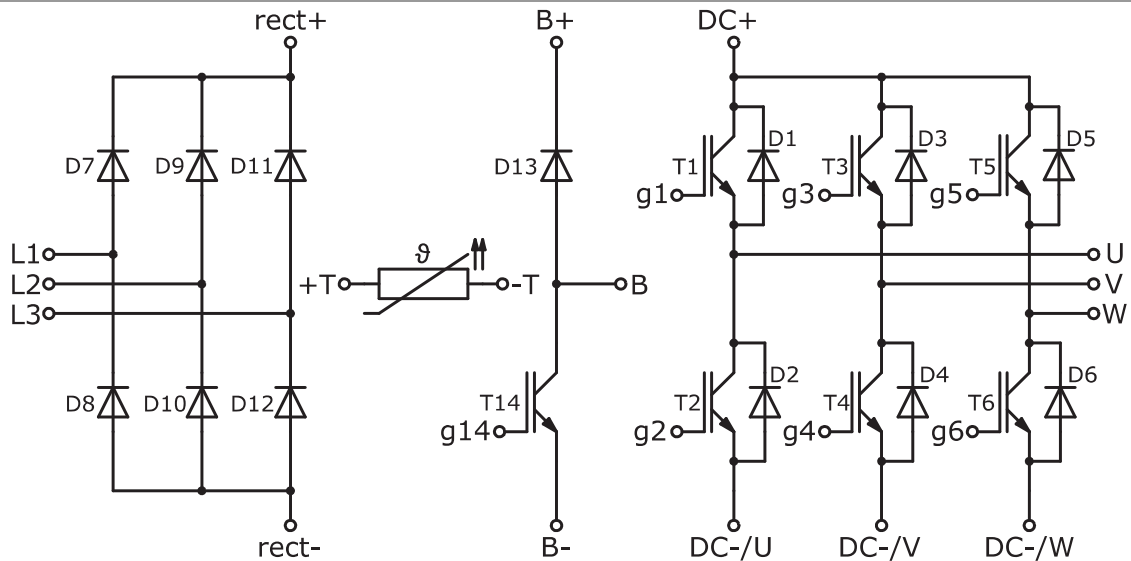 rect+ B+ DC+
D7 D9 D11 D13 T1 D1 T3 D3 T5 D5
g1 g3 g5
L1 ϑ U
L2 +T -T B V
L3 W
D8 D10 D12 T14 T2 D2 T4 D4 T6 D6
g14 g2 g4 g6
rect- B- DC-/U DC-/V DC-/W